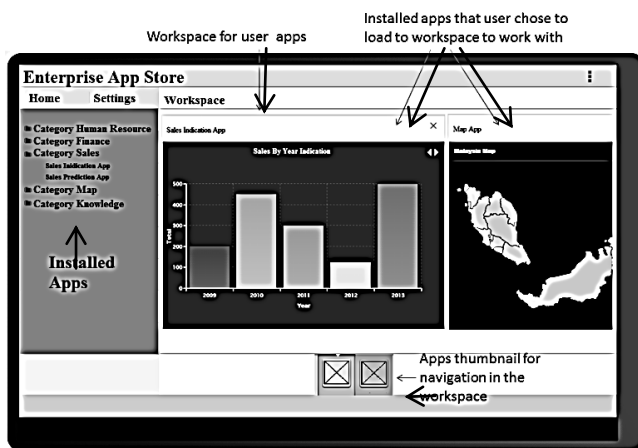 Installed apps that user chose to
load to workspace to work with
Workspace for user apps
Enterprise App Store
Home Settings Workspace
Sales Indication App
×
Map App
Category Human Resource
Category Finance
Category Sales
Sales Inidication App
Sales Prediction App
Category Map
Category Knowledge
Installed
Apps
Sales By Year Indication
Malaysia Map
500
400
300
200
100
0
Total
2009 2010 2011 2012 2013
Year
Apps thumbnail for
navigation in the
workspace